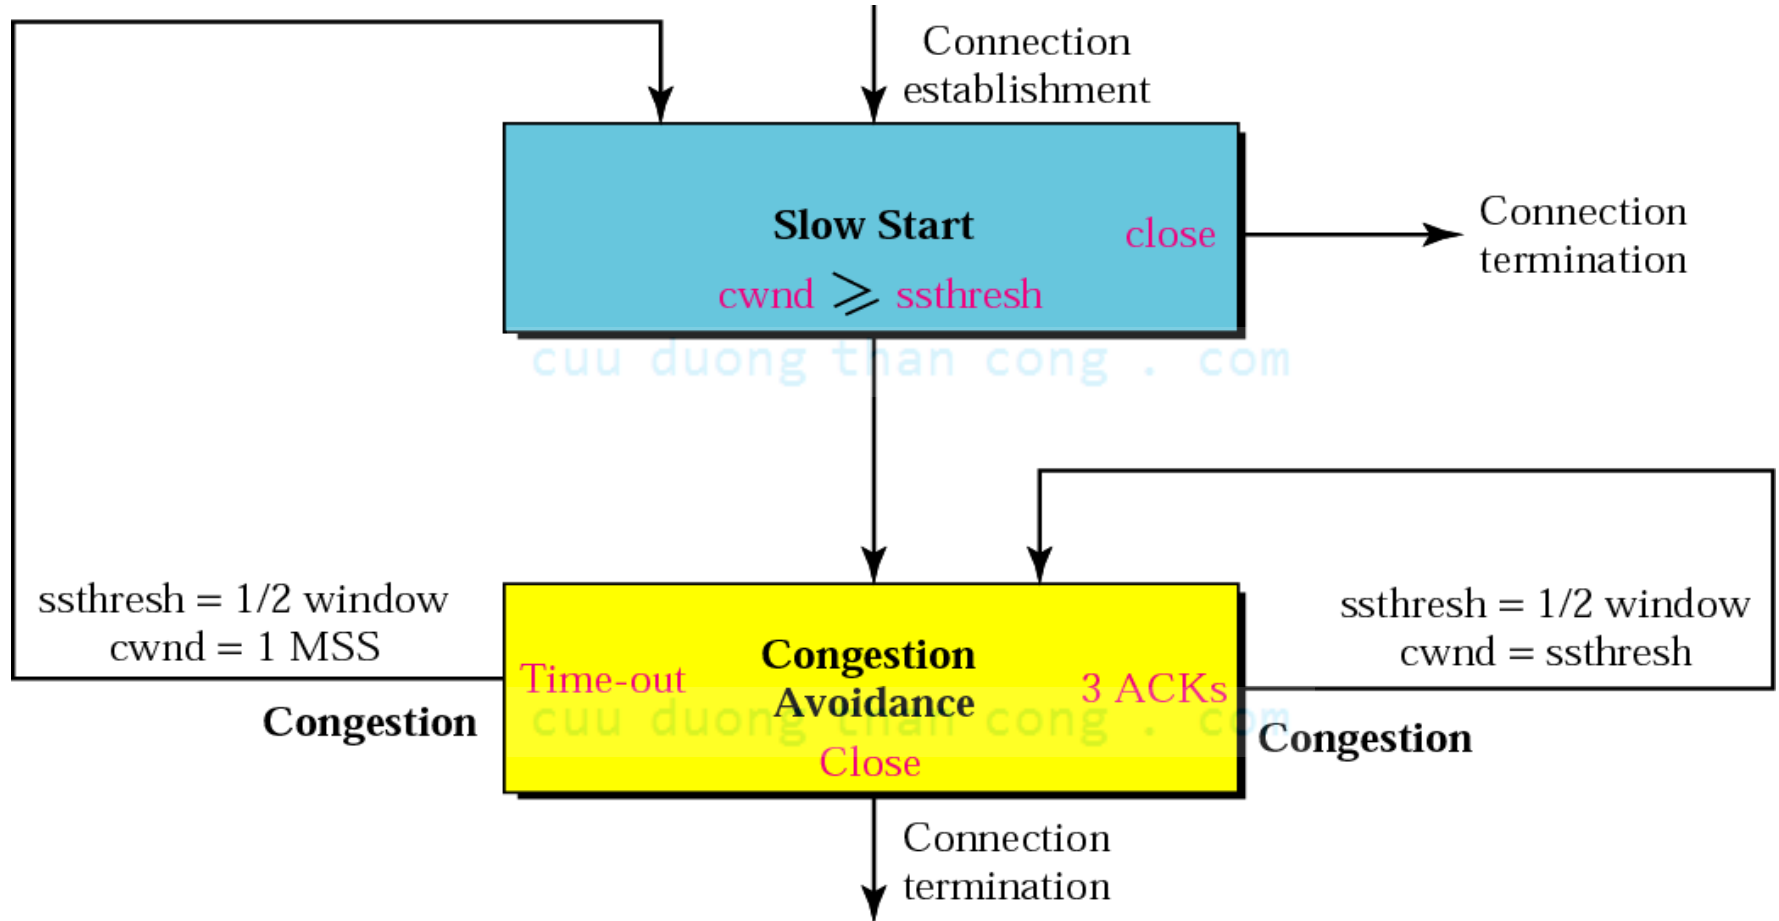 Connection
establishment
Slow Start
close
cwnd ≥ ssthresh
Connection
termination
cuu duong than cong . com
ssthresh = 1/2 window
cwnd = 1 MSS
Congestion
Time-out
Congestion
Avoidance
3 ACKs
Close
cuu duong than cong . com
ssthresh = 1/2 window
cwnd = ssthresh
Congestion
Connection
termination